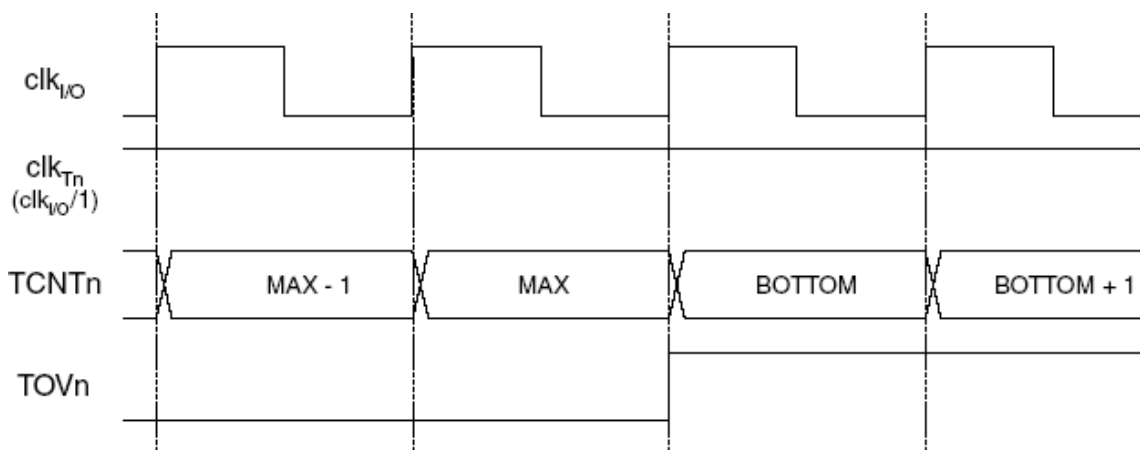 clkI/O
clkTn
(clkI/O/1)
TCNTn MAX - 1 MAX BOTTOM BOTTOM + 1
TOVn